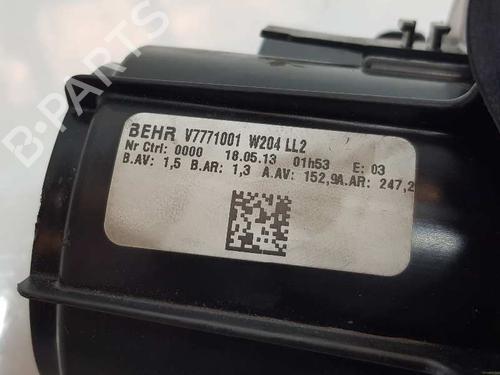 B-PARTS
BEHR V7771001 W204 LL2
Nr Ctrl: 0000 18.05.13 01h53 E: 03
B.AV: 1,5 B.AR: 1,3 A.AV: 152,9A.AR: 247,2